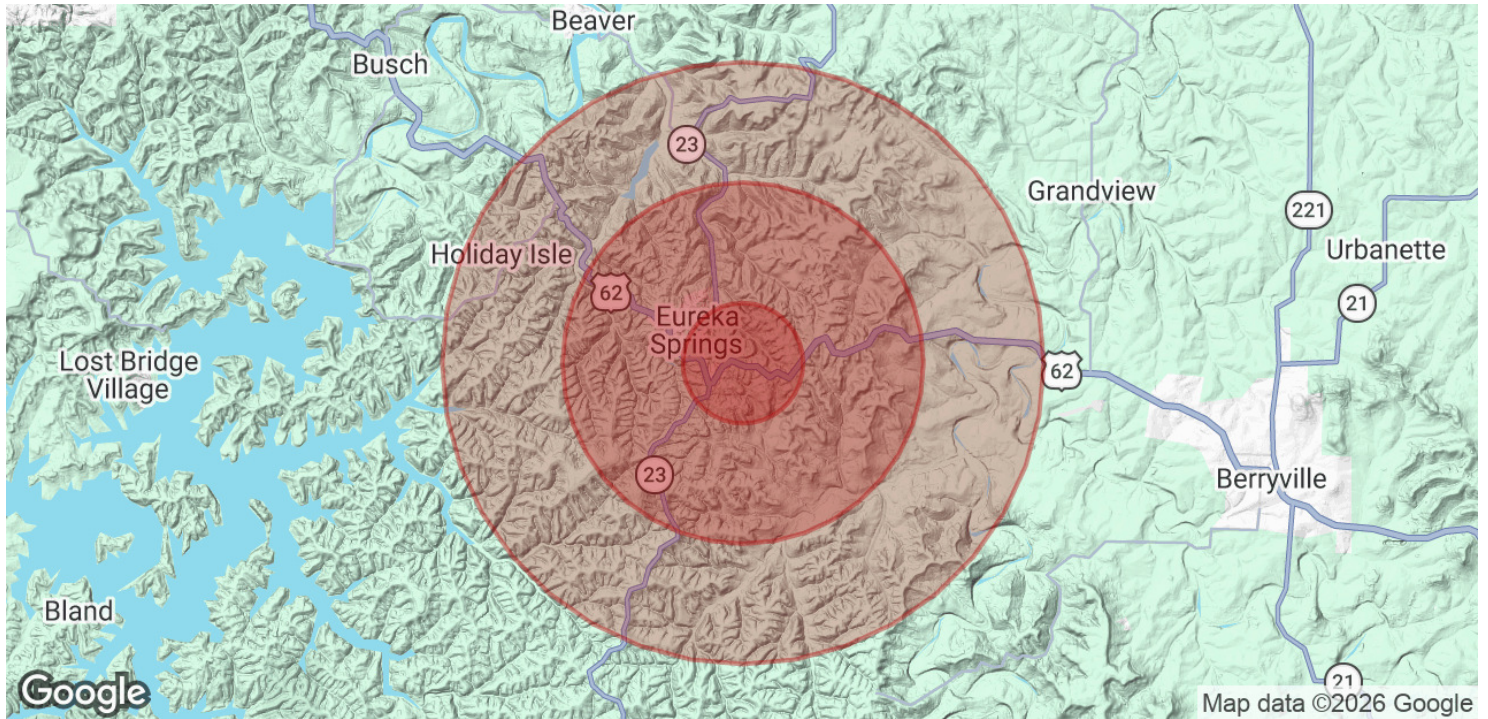 Beaver
Busch
23
Grandview
221
Urbanette
Holiday Isle
62
21
Eureka
Springs
Lost Bridge
Village
62
23
Berryville
Bland
21
Google
Map data ©2026 Google